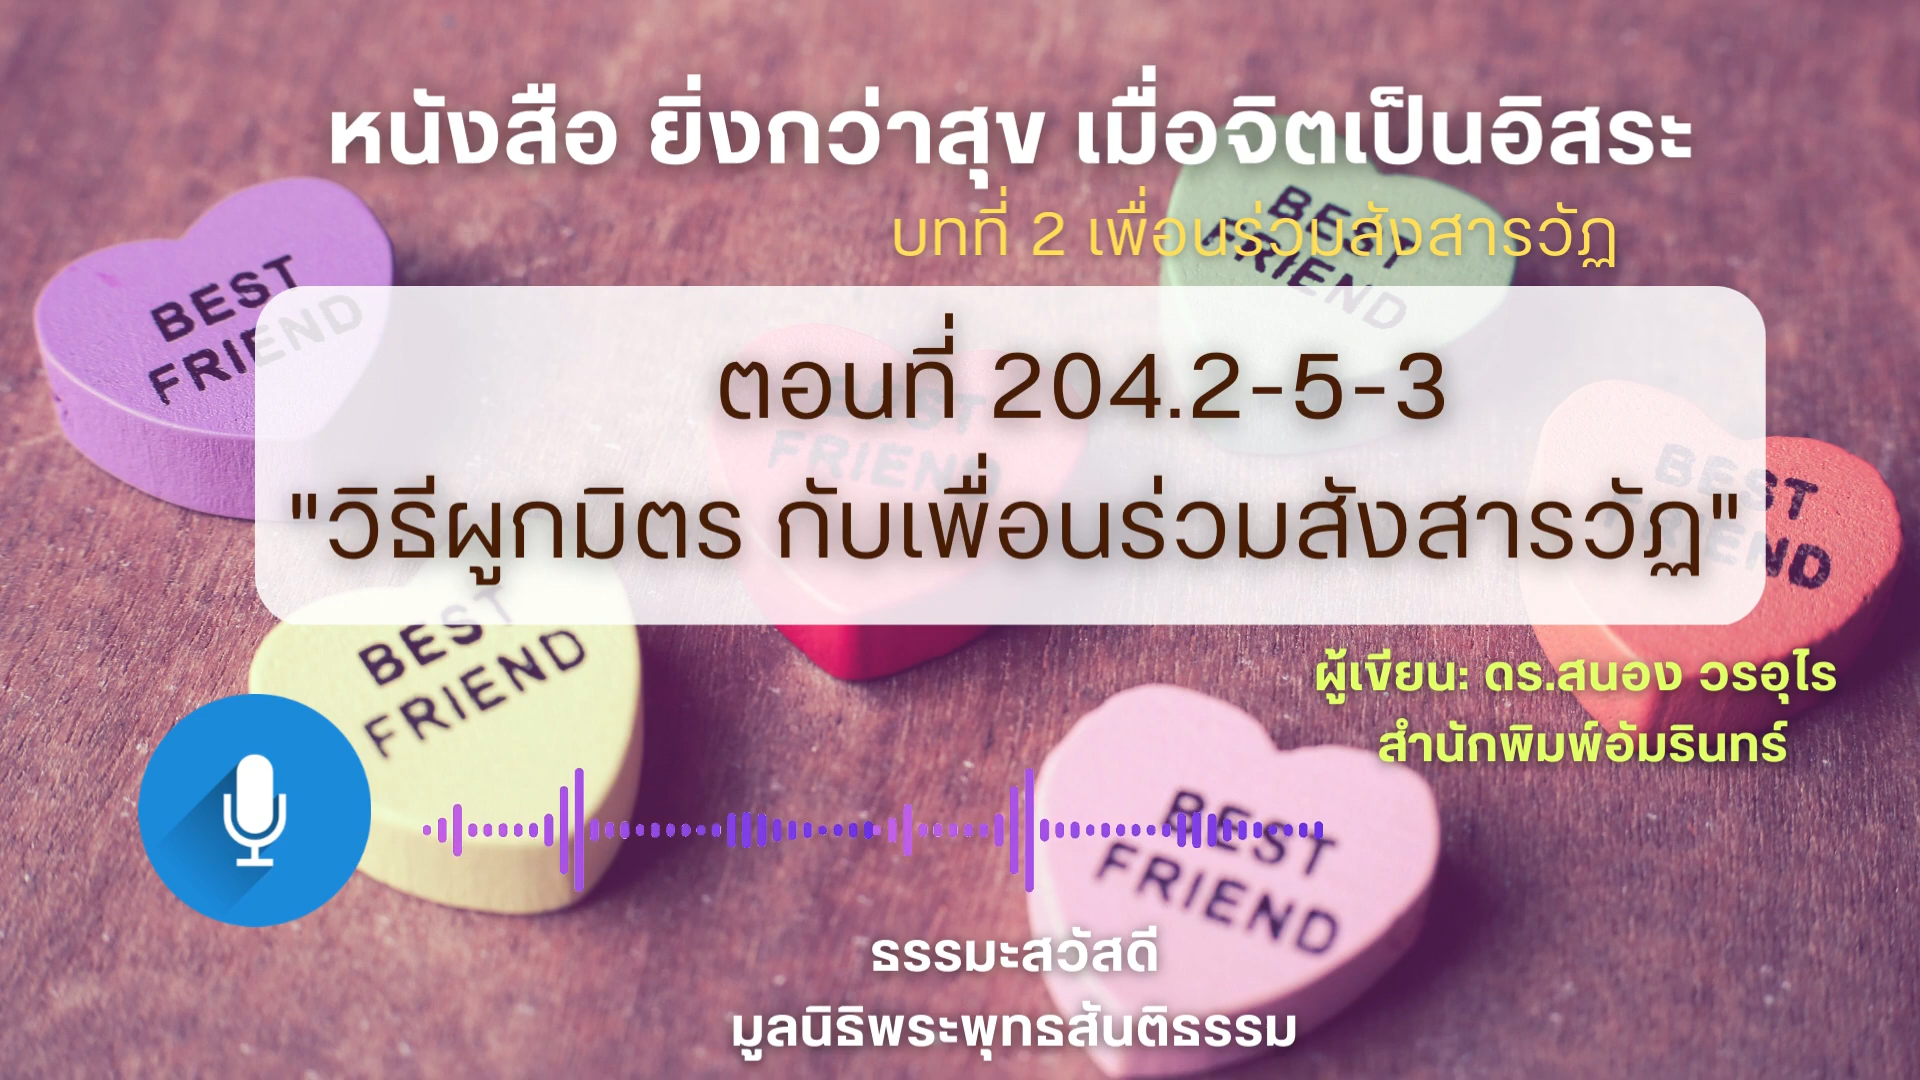 หนังสือ ยิ่งกว่าสุข เมื่อจิตเป็นอิสระ
บทที่ 2 เพื่อนร่วมสังสารวัฏ
ตอนที่ 204.2-5-3
"วิธีผูกมิตร กับเพื่อนร่วมสังสารวัฏ"
ผู้เขียน: ดร.สนอง วรอุไร
สำนักพิมพ์อัมรินทร์
ธรรมะสวัสดี
มูลนิธิพระพุทธสันติธรรม
BEST
FRIEND
BEST
FRIEND
BEST
FRIEND
BEST
FRIEND
BEST
FRIEND
BEST
FRIEND